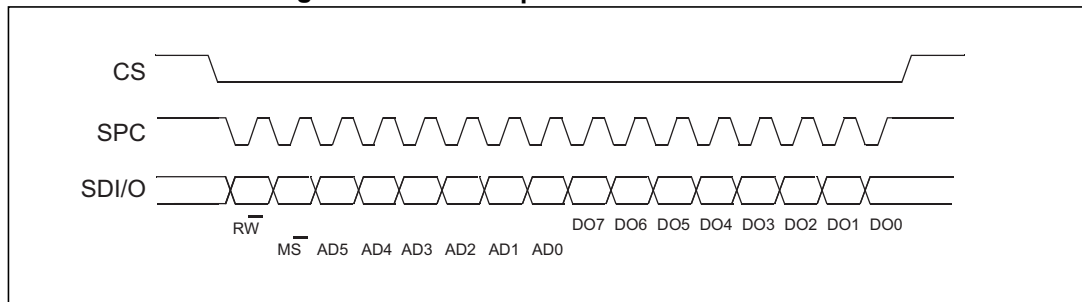 CS
SPC
SDI/O
RW̅ DO7 DO6 DO5 DO4 DO3 DO2 DO1 DO0
MS̅ AD5 AD4 AD3 AD2 AD1 AD0